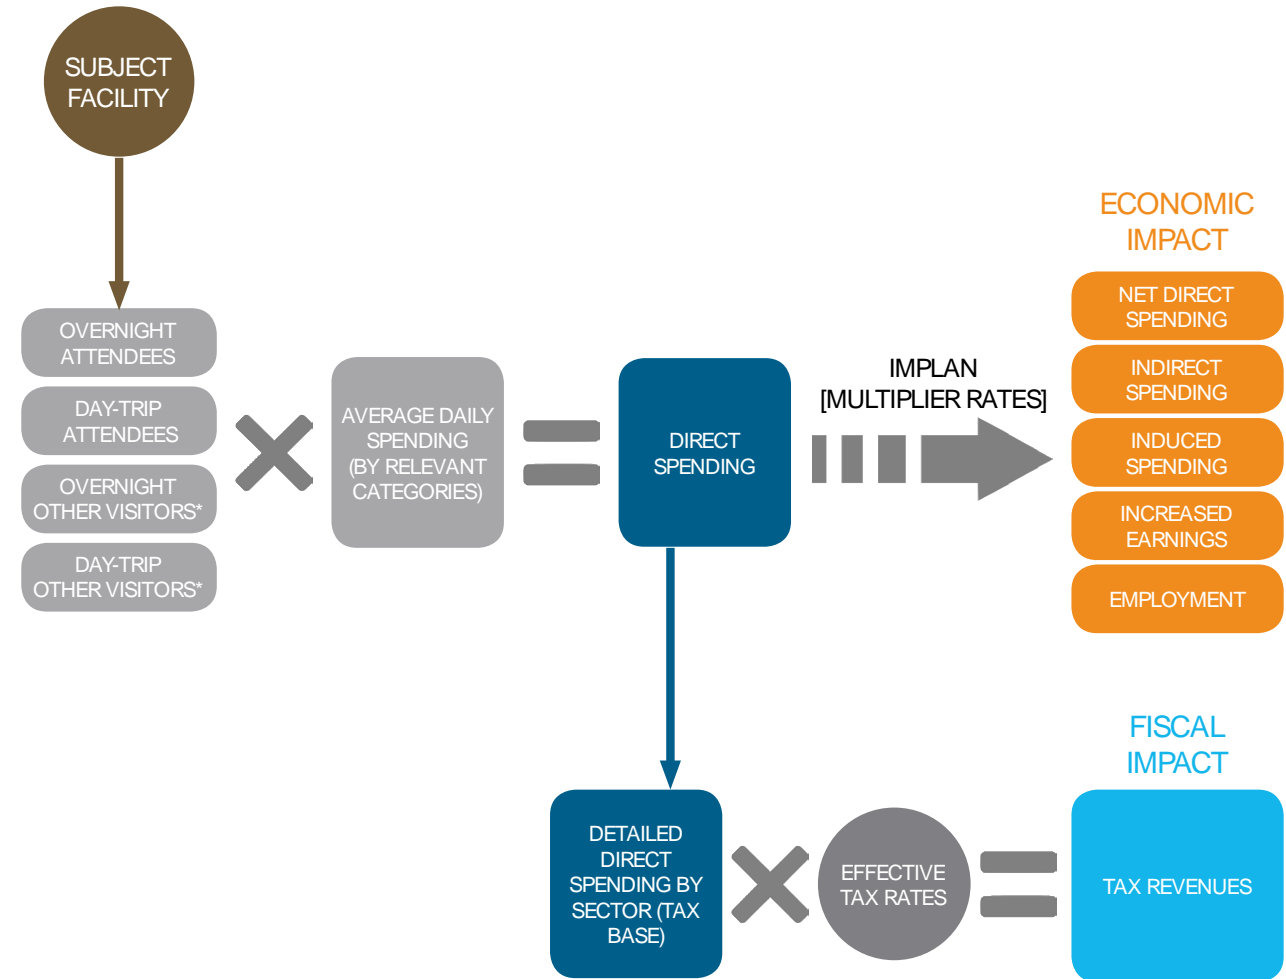 SUBJECT
FACILITY
OVERNIGHT
ATTENDEES
DAY-TRIP
ATTENDEES
OVERNIGHT
OTHER VISITORS*
DAY-TRIP
OTHER VISITORS*
AVERAGE DAILY
SPENDING
(BY RELEVANT
CATEGORIES)
DIRECT
SPENDING
IMPLAN
[MULTIPLIER RATES]
ECONOMIC
IMPACT
NET DIRECT
SPENDING
INDIRECT
SPENDING
INDUCED
SPENDING
INCREASED
EARNINGS
EMPLOYMENT
DETAILED
DIRECT
SPENDING BY
SECTOR (TAX
BASE)
EFFECTIVE
TAX RATES
FISCAL
IMPACT
TAX REVENUES